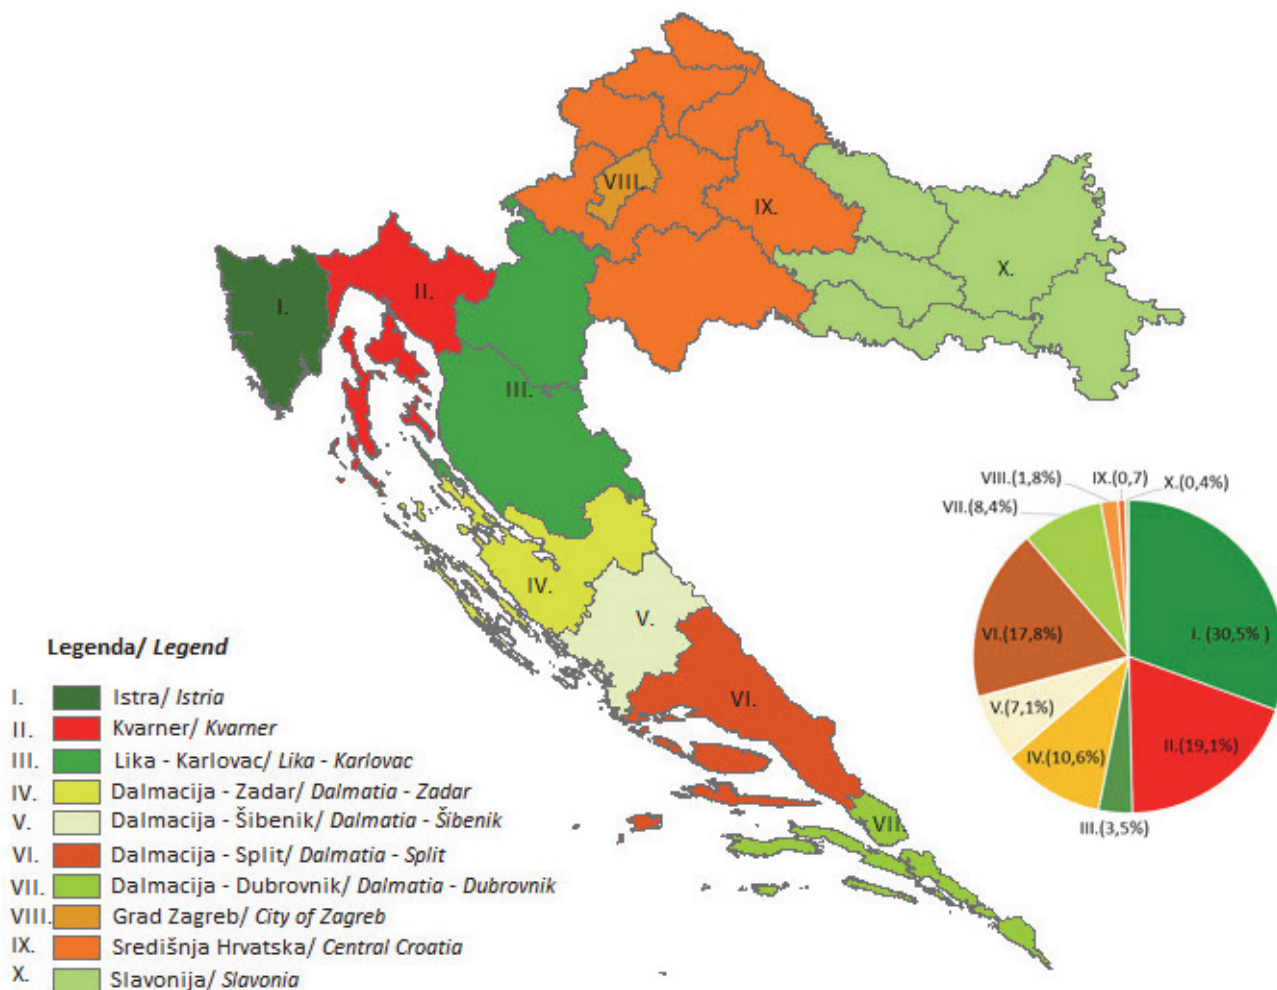 VIII.
IX.
X.
I.
II.
III.
IV.
V.
VI.
VII.
VIII.(1,8%)
IX.(0,7)
X.(0,4%)
VII.(8,4%)
VI.(17,8%)
I. (30,5% )
V.(7,1%)
IV.(10,6%)
II.(19,1%)
III.(3,5%)
Legenda/ Legend
I. Istra/ Istria
II. Kvarner/ Kvarner
III. Lika - Karlovac/ Lika - Karlovac
IV. Dalmacija - Zadar/ Dalmatia - Zadar
V. Dalmacija - Šibenik/ Dalmatia - Šibenik
VI. Dalmacija - Split/ Dalmatia - Split
VII. Dalmacija - Dubrovnik/ Dalmatia - Dubrovnik
VIII. Grad Zagreb/ City of Zagreb
IX. Središnja Hrvatska/ Central Croatia
X. Slavonija/ Slavonia